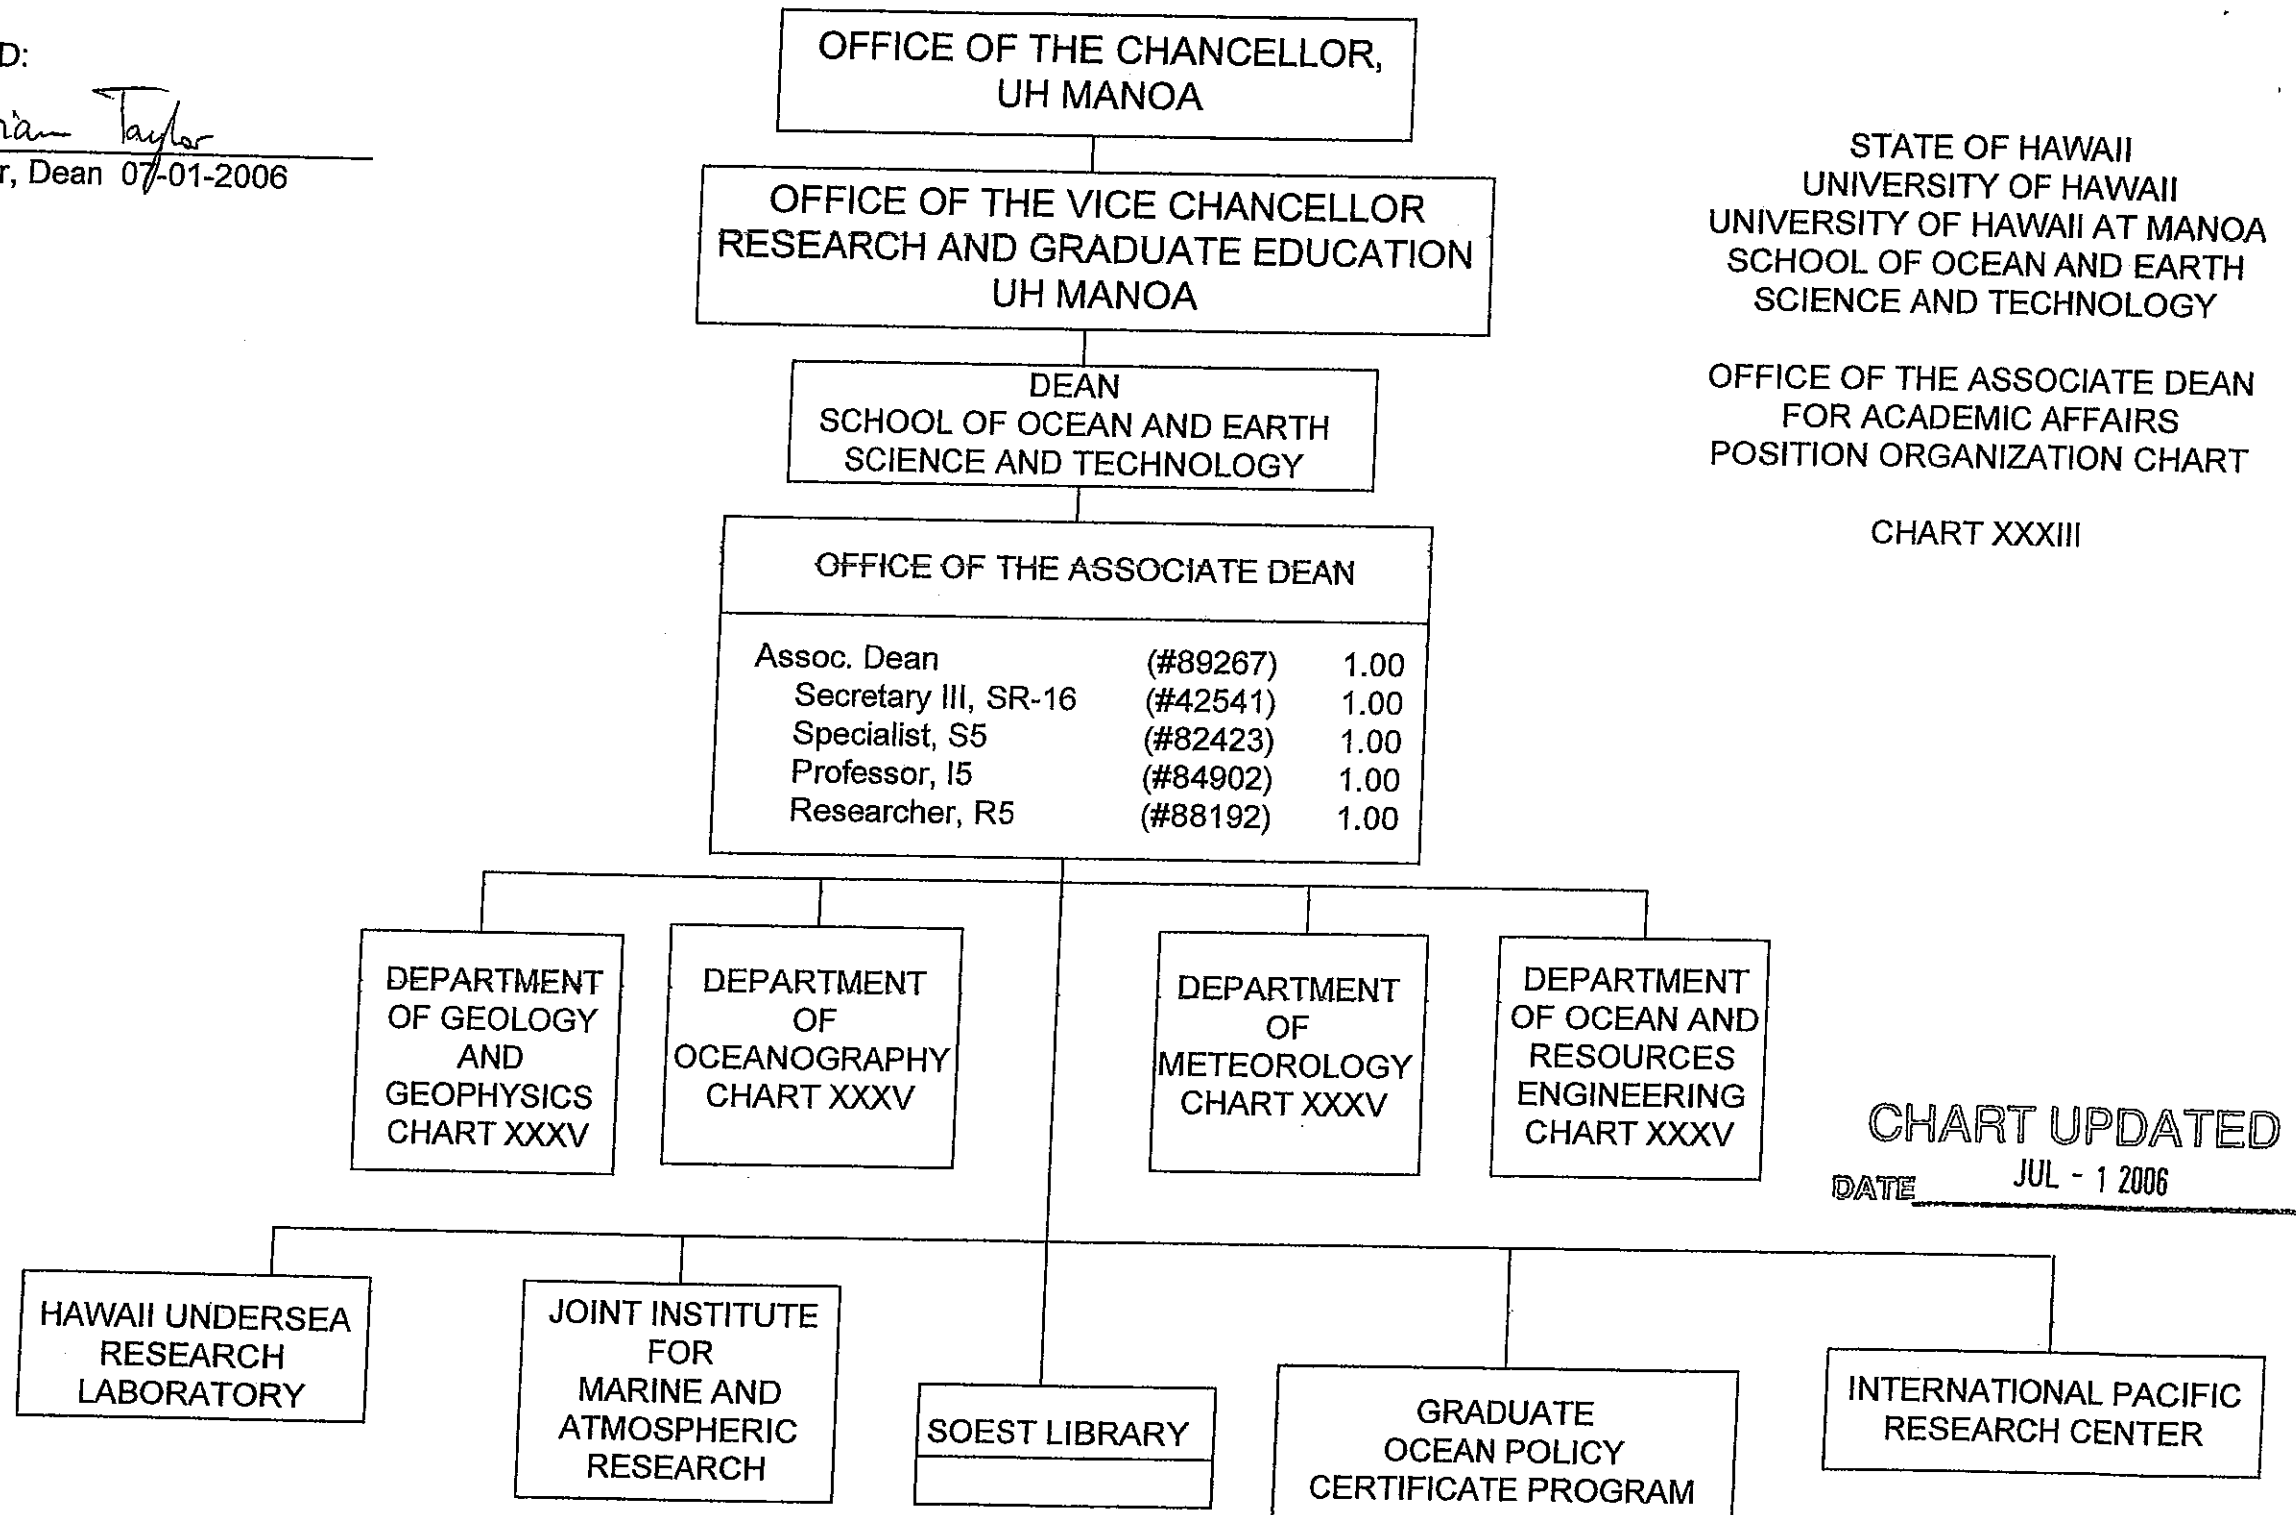 D:
Taylor
r, Dean 07-01-2006
OFFICE OF THE CHANCELLOR,
UH MANOA
OFFICE OF THE VICE CHANCELLOR
RESEARCH AND GRADUATE EDUCATION
UH MANOA
DEAN
SCHOOL OF OCEAN AND EARTH
SCIENCE AND TECHNOLOGY
STATE OF HAWAII
UNIVERSITY OF HAWAII
UNIVERSITY OF HAWAII AT MANOA
SCHOOL OF OCEAN AND EARTH
SCIENCE AND TECHNOLOGY
OFFICE OF THE ASSOCIATE DEAN
FOR ACADEMIC AFFAIRS
POSITION ORGANIZATION CHART
CHART XXXIII
OFFICE OF THE ASSOCIATE DEAN
Assoc. Dean (#89267) 1.00
Secretary III, SR-16 (#42541) 1.00
Specialist, S5 (#82423) 1.00
Professor, I5 (#84902) 1.00
Researcher, R5 (#88192) 1.00
DEPARTMENT
OF GEOLOGY
AND
GEOPHYSICS
CHART XXXV
DEPARTMENT
OF
OCEANOGRAPHY
CHART XXXV
DEPARTMENT
OF
METEOROLOGY
CHART XXXV
DEPARTMENT
OF OCEAN AND
RESOURCES
ENGINEERING
CHART XXXV
CHART UPDATED
DATE JUL - 1 2006
HAWAII UNDERSEA
RESEARCH
LABORATORY
JOINT INSTITUTE
FOR
MARINE AND
ATMOSPHERIC
RESEARCH
SOEST LIBRARY
GRADUATE
OCEAN POLICY
CERTIFICATE PROGRAM
INTERNATIONAL PACIFIC
RESEARCH CENTER